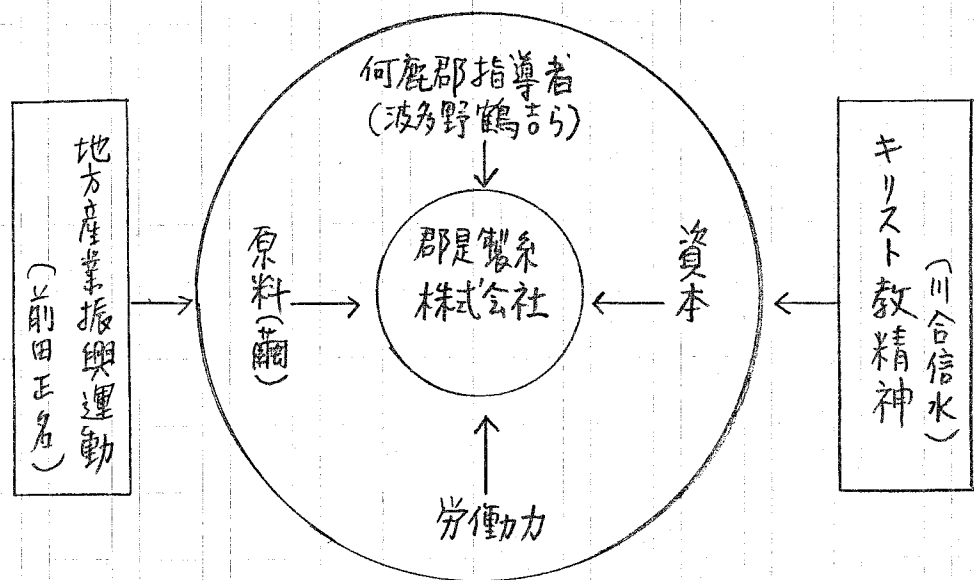 何鹿郡指導者
(波多野鶴吉ら)
地方産業振興運動
(前田正名)
原料(繭)
郡是製糸
株式会社
資本
キリスト教精神
(川合信水)
労働力